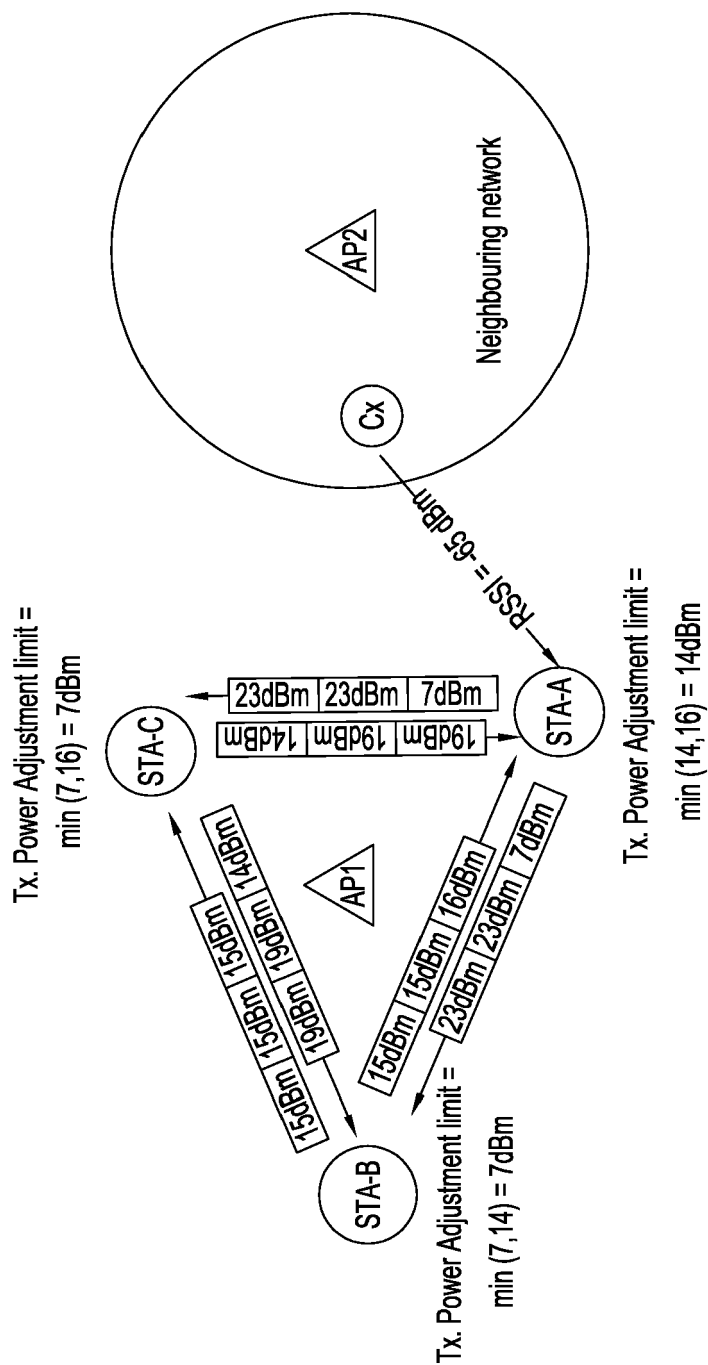 Tx. Power Adjustment limit =
min (7,16) = 7dBm
STA-C
AP2
Cx
Neighbouring network
RSSI = -65 dBm
23dBm 23dBm 7dBm
14dBm 19dBm 19dBm
15dBm 15dBm 15dBm
19dBm 19dBm 14dBm
AP1
15dBm 15dBm 16dBm
23dBm 23dBm 7dBm
STA-A
Tx. Power Adjustment limit =
min (14,16) = 14dBm
STA-B
Tx. Power Adjustment limit =
min (7,14) = 7dBm